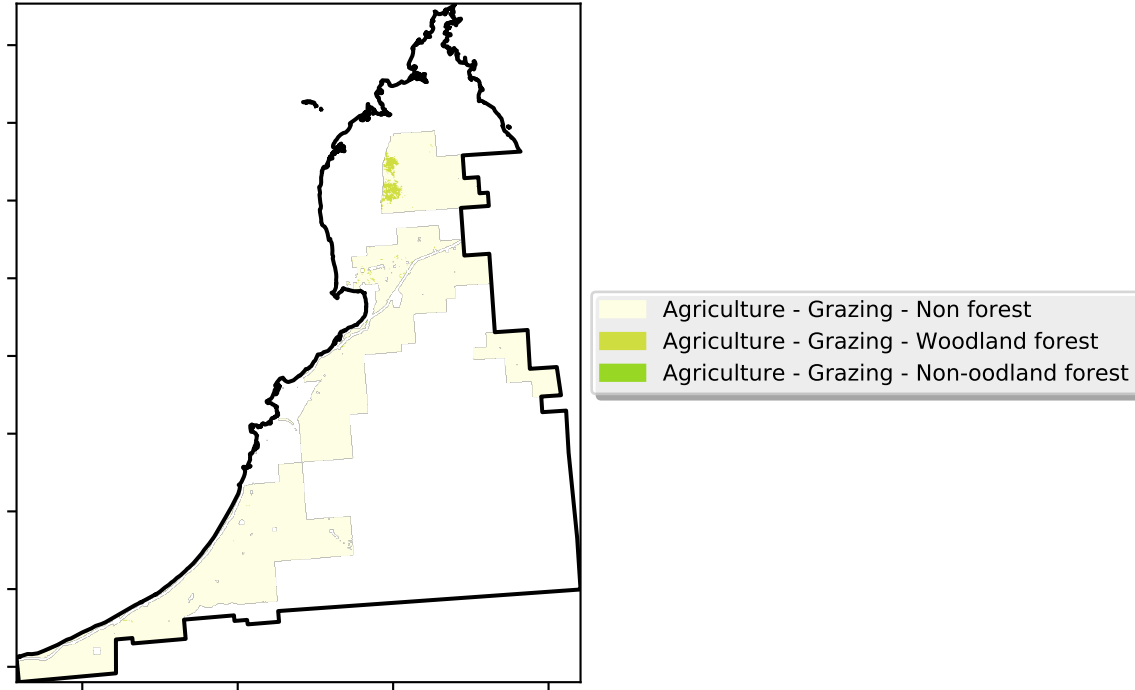 Agriculture - Grazing - Non forest
Agriculture - Grazing - Woodland forest
Agriculture - Grazing - Non-oodland forest